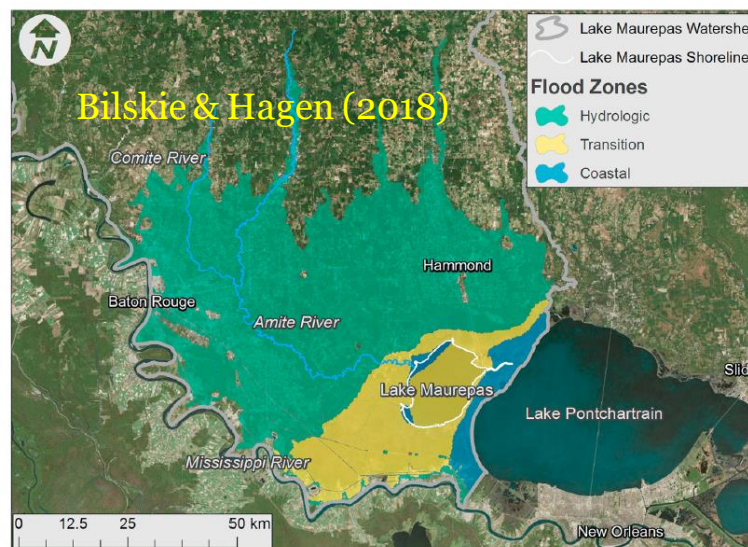 Lake Maurepas Watershe
Lake Maurepas Shoreline
Flood Zones
Hydrologic
Transition
Coastal
N
Bilskie & Hagen (2018)
Comite River
Hammond
Baton Rouge
Amite River
Lake Maurepas
Slid
Lake Pontchartrain
Mississippi River
0 12.5 25 50 km
New Orleans